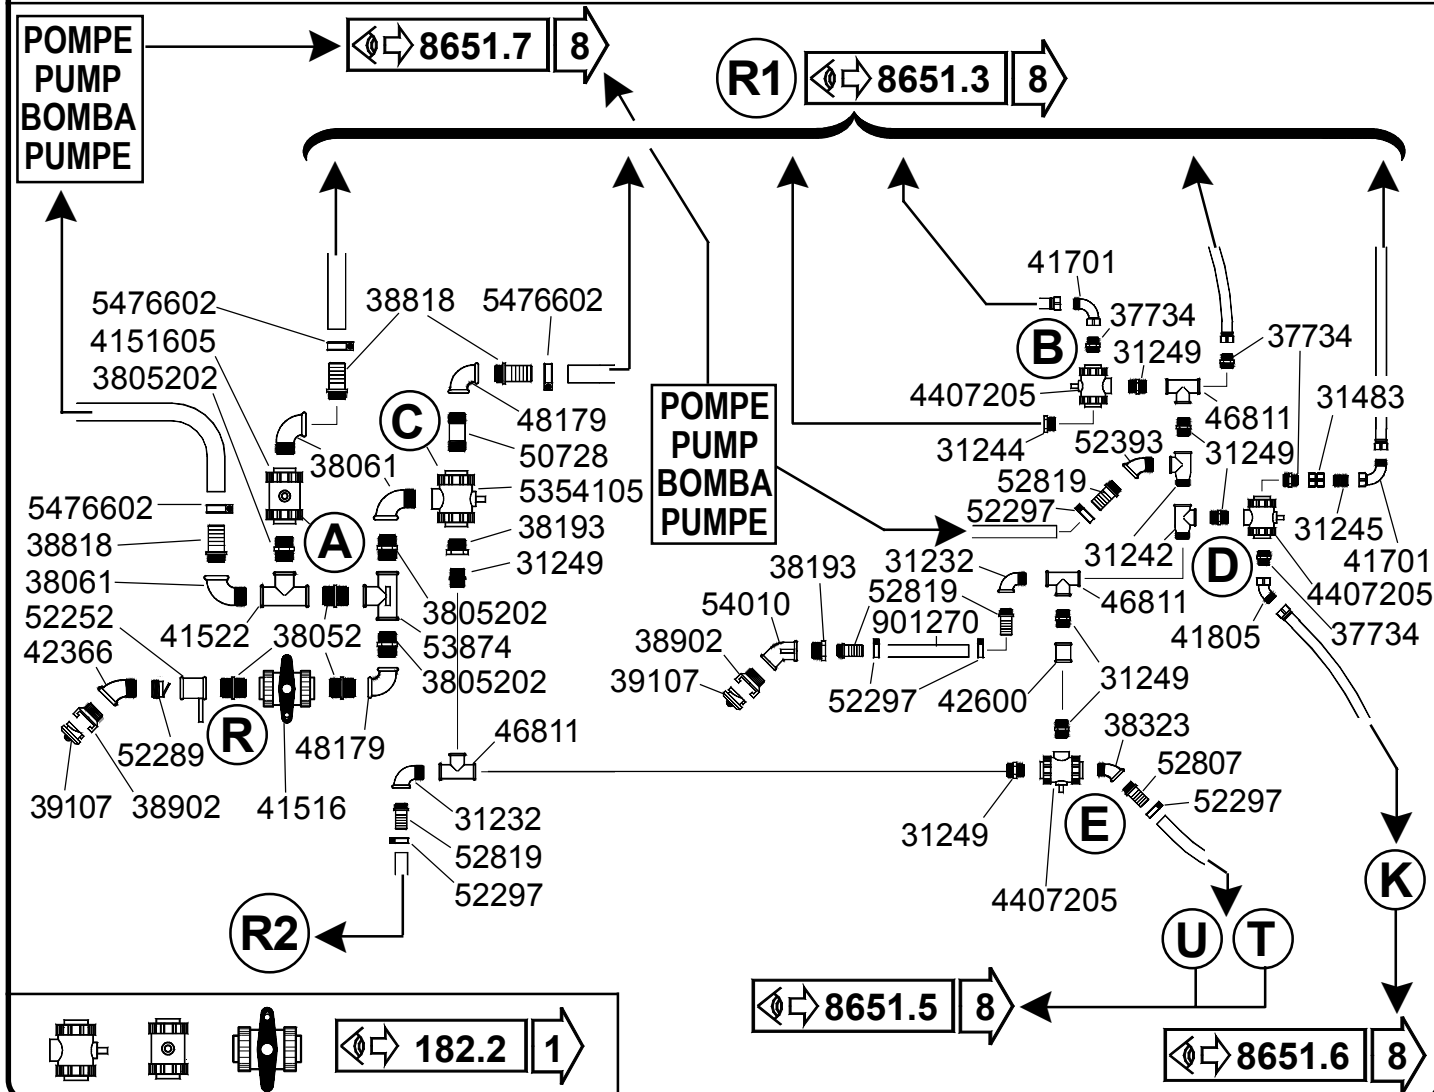 POMPE
PUMP
BOMBA
PUMPE
8651.7 8
R1 8651.3 8
41701
5476602 38818 5476602
37734
37734
4151605
B 31249
3805202
4407205 31483
48179
POMPE
PUMP
BOMBA
PUMPE
46811
C
52393
31244 31249
50728
38061
52819
5354105
5476602 52297
38193 31245
A
38818 31242 41701
31249 31232
D
38061 38193 52819 46811 4407205
52252 54010 901270
41522 38052 3805202 41805 37734
42366 53874
38902
3805202
39107 52297 42600 31249
R
46811 38323
52289 48179
52807
39107 38902 41516
52297
31232
31249 E
52819
52297
4407205
K
R2
U T
8651.5 8
182.2 1
8651.6 8